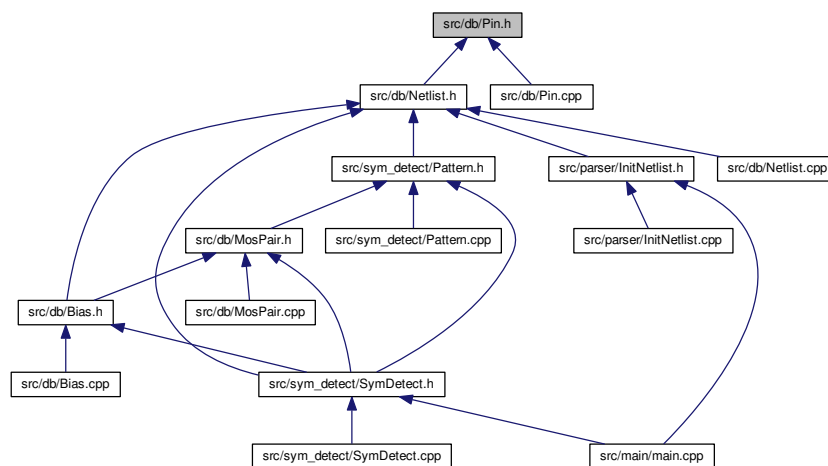 src/db/Pin.h
src/db/Netlist.h
src/db/Pin.cpp
src/sym_detect/Pattern.h
src/parser/InitNetlist.h
src/db/Netlist.cpp
src/db/MosPair.h
src/sym_detect/Pattern.cpp
src/parser/InitNetlist.cpp
src/db/Bias.h
src/db/MosPair.cpp
src/db/Bias.cpp
src/sym_detect/SymDetect.h
src/sym_detect/SymDetect.cpp
src/main/main.cpp